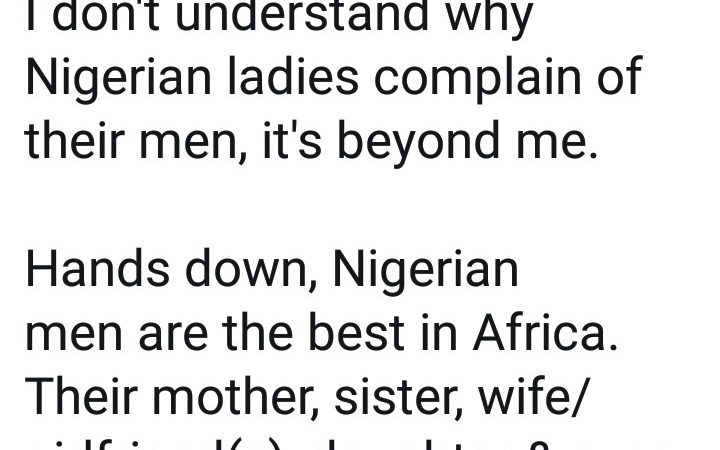 I don't understand why
Nigerian ladies complain of
their men, it's beyond me.
Hands down, Nigerian
men are the best in Africa.
Their mother, sister, wife/